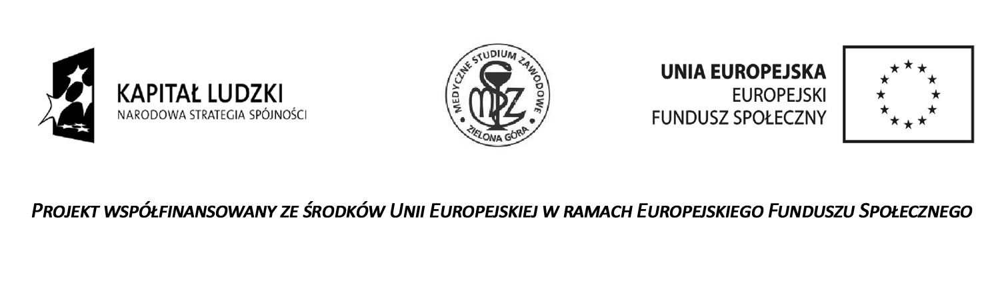 KAPITAŁ LUDZKI
NARODOWA STRATEGIA SPÓJNOŚCI
MEDYCZNE STUDIUM ZAWODOWE
MSZ
ZIELONA GÓRA
UNIA EUROPEJSKA
EUROPEJSKI
FUNDUSZ SPOŁECZNY
PROJEKT WSPÓŁFINANSOWANY ZE ŚRODKÓW UNII EUROPEJSKIEJ W RAMACH EUROPEJSKIEGO FUNDUSZU SPOŁECZNEGO